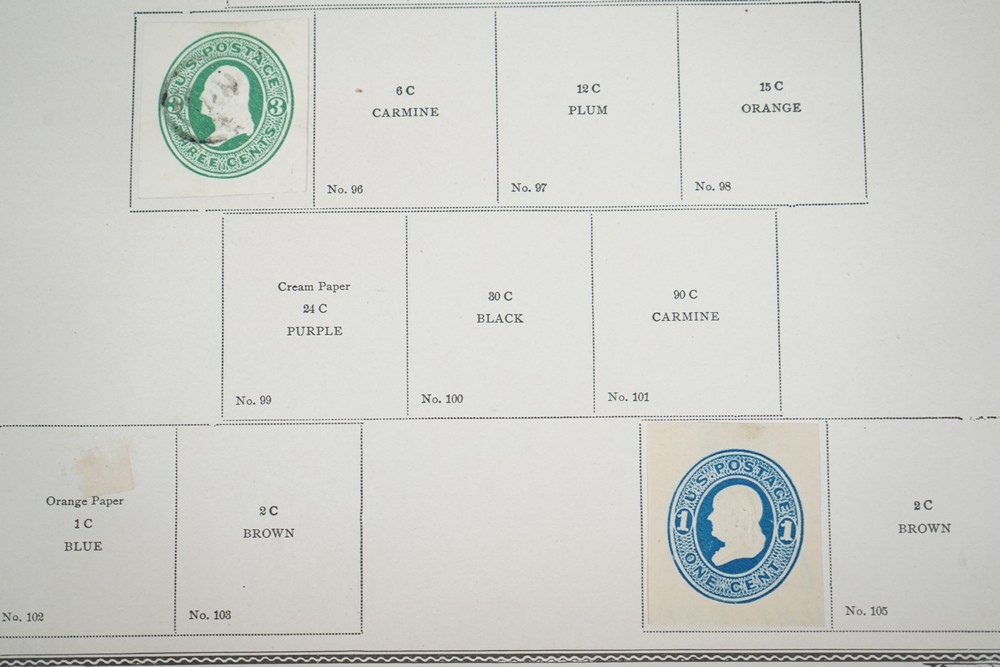 U.S. POSTAGE
3 3
THREE CENTS
6 C
CARMINE
No. 96
12 C
PLUM
No. 97
15 C
ORANGE
No. 98
Cream Paper
24 C
PURPLE
No. 99
30 C
BLACK
No. 100
90 C
CARMINE
No. 101
Orange Paper
1 C
BLUE
No. 102
2 C
BROWN
No. 103
U.S. POSTAGE
1 1
ONE CENT
2 C
BROWN
No. 105